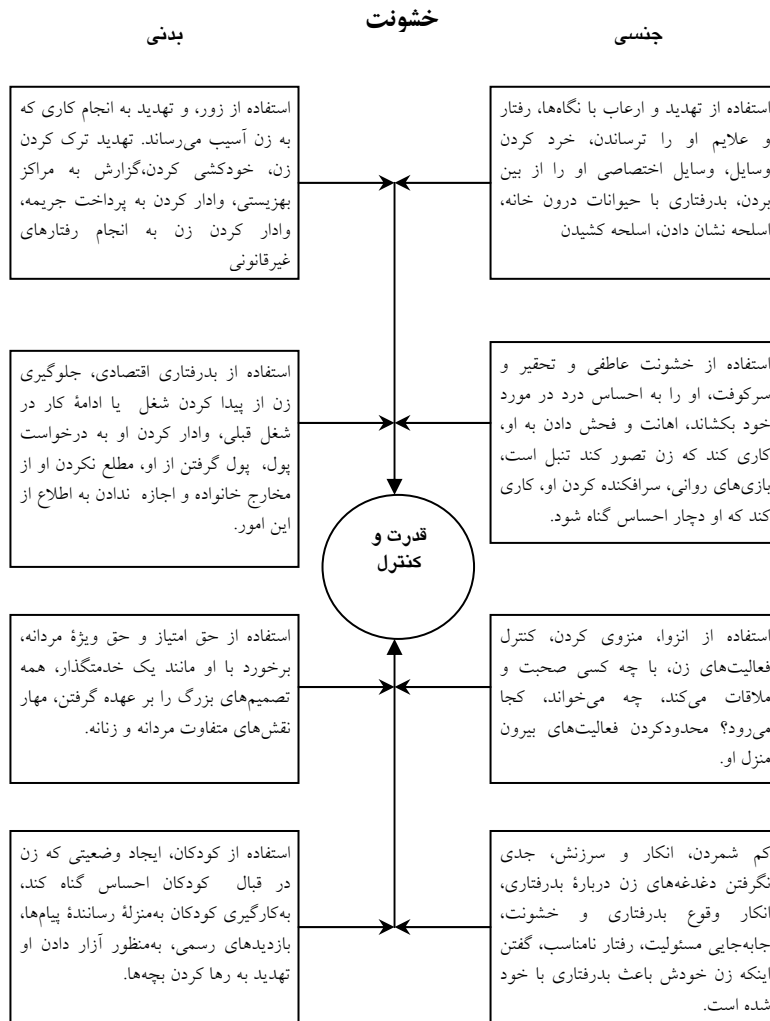 خشونت
جنسی
بدنی
استفاده از تهدید و ارعاب با نگاه‌ها، رفتار
و علایم او را ترساندن، خرد کردن
وسایل، وسایل اختصاصی او را از بین
بردن، بدرفتاری با حیوانات درون خانه،
اسلحه نشان دادن، اسلحه کشیدن
استفاده از زور، و تهدید به انجام کاری که
به زن آسیب می‌رساند. تهدید ترک کردن
زن، خودکشی کردن،گزارش به مراکز
بهزیستی، وادار کردن به پرداخت جریمه،
وادار کردن زن به انجام رفتارهای
غیرقانونی
استفاده از خشونت عاطفی و تحقیر و
سرکوفت، او را به احساس درد در مورد
خود بکشاند، اهانت و فحش دادن به او،
کاری کند که زن تصور کند تنبل است،
بازی‌های روانی، سرافکنده کردن او، کاری
کند که او دچار احساس گناه شود.
استفاده از بدرفتاری اقتصادی، جلوگیری
زن از پیدا کردن شغل یا ادامۀ کار در
شغل قبلی، وادار کردن او به درخواست
پول، پول گرفتن از او، مطلع نکردن او از
مخارج خانواده و اجازه ندادن به اطلاع از
این امور.
قدرت و
کنترل
استفاده از انزوا، منزوی کردن، کنترل
فعالیت‌های زن، با چه کسی صحبت و
ملاقات می‌کند، چه می‌خواند، کجا
می‌رود؟ محدودکردن فعالیت‌های بیرون
منزل او.
استفاده از حق امتیاز و حق ویژۀ مردانه،
برخورد با او مانند یک خدمتگذار، همه
تصمیم‌های بزرگ را بر عهده گرفتن، مهار
نقش‌های متفاوت مردانه و زنانه.
کم شمردن، انکار و سرزنش، جدی
نگرفتن دغدغه‌های زن دربارۀ بدرفتاری،
انکار وقوع بدرفتاری و خشونت،
جابه‌جایی مسئولیت، رفتار نامناسب، گفتن
اینکه زن خودش باعث بدرفتاری با خود
شده است.
استفاده از کودکان، ایجاد وضعیتی که زن
در قبال کودکان احساس گناه کند،
به‌کارگیری کودکان به‌منزلۀ رسانندۀ پیام‌ها،
بازدیدهای رسمی، به‌منظور آزار دادن او
تهدید به رها کردن بچه‌ها.